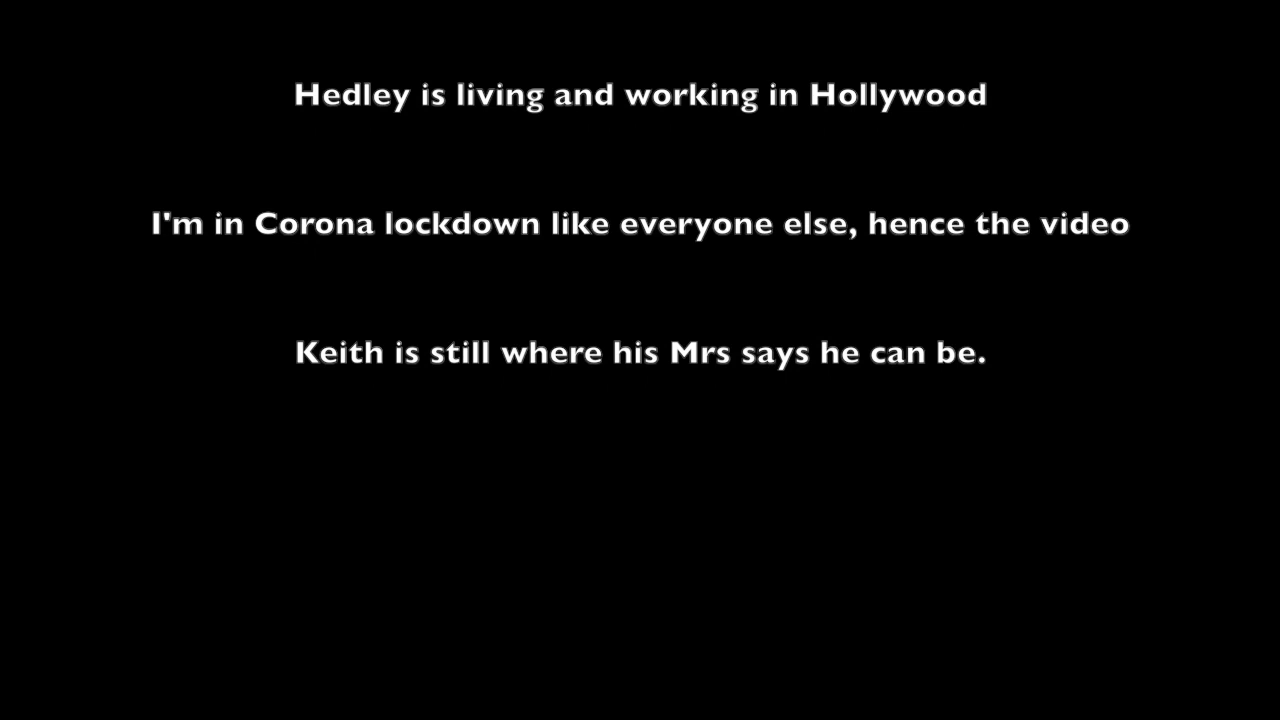 Hedley is living and working in Hollywood
I'm in Corona lockdown like everyone else, hence the video
Keith is still where his Mrs says he can be.